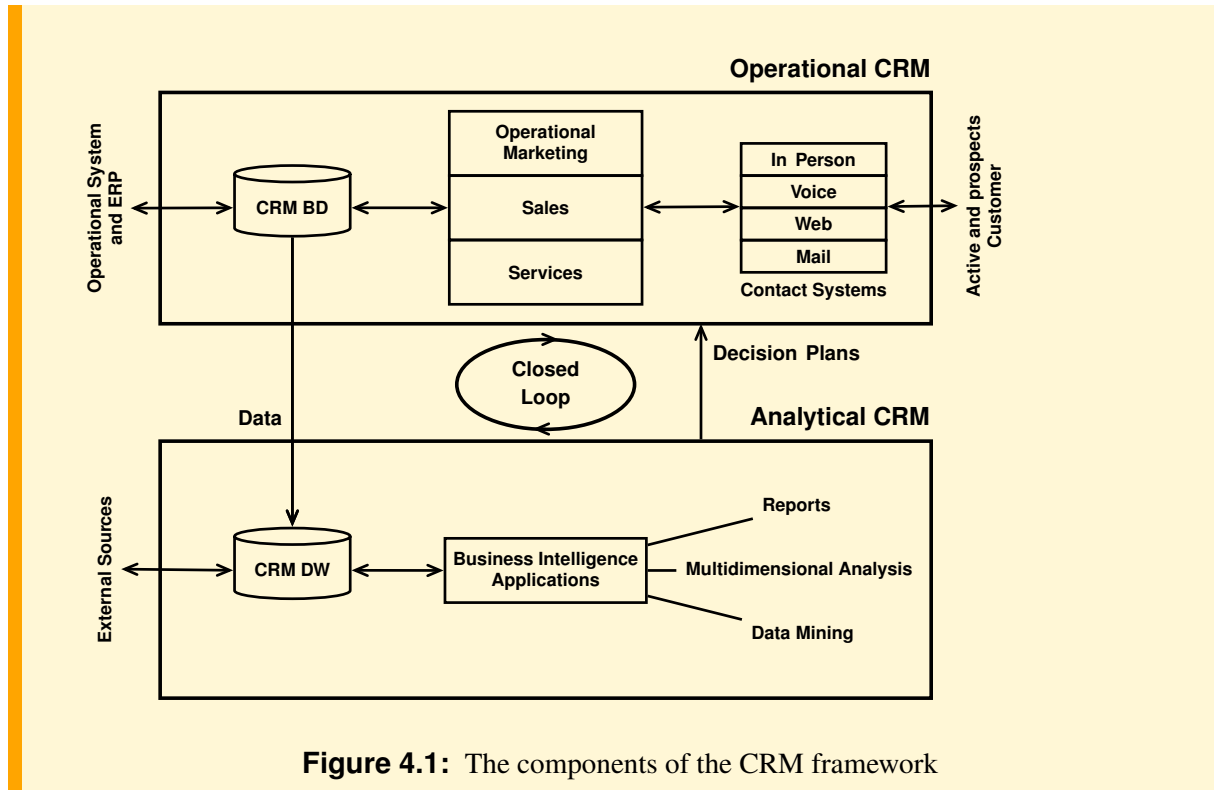 Operational CRM
Operational System
and ERP
CRM BD
Operational
Marketing
Sales
Services
In Person
Voice
Web
Mail
Contact Systems
Active and prospects
Customer
Closed
Loop
Decision Plans
Data
Analytical CRM
External Sources
CRM DW
Business Intelligence
Applications
Reports
Multidimensional Analysis
Data Mining
Figure 4.1: The components of the CRM framework